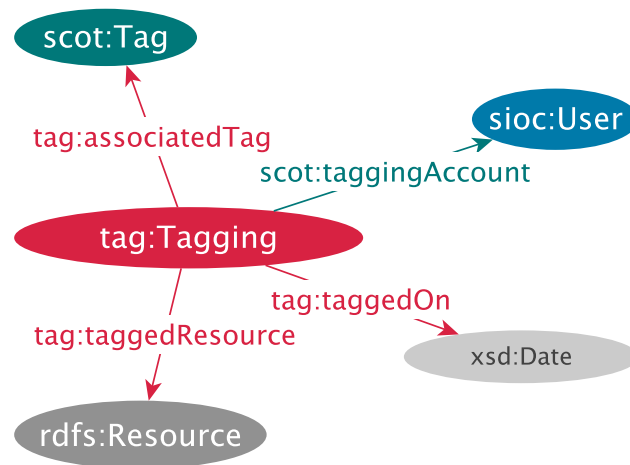 scot:Tag
sioc:User
tag:associatedTag
scot:taggingAccount
tag:Tagging
tag:taggedOn
tag:taggedResource
xsd:Date
rdfs:Resource